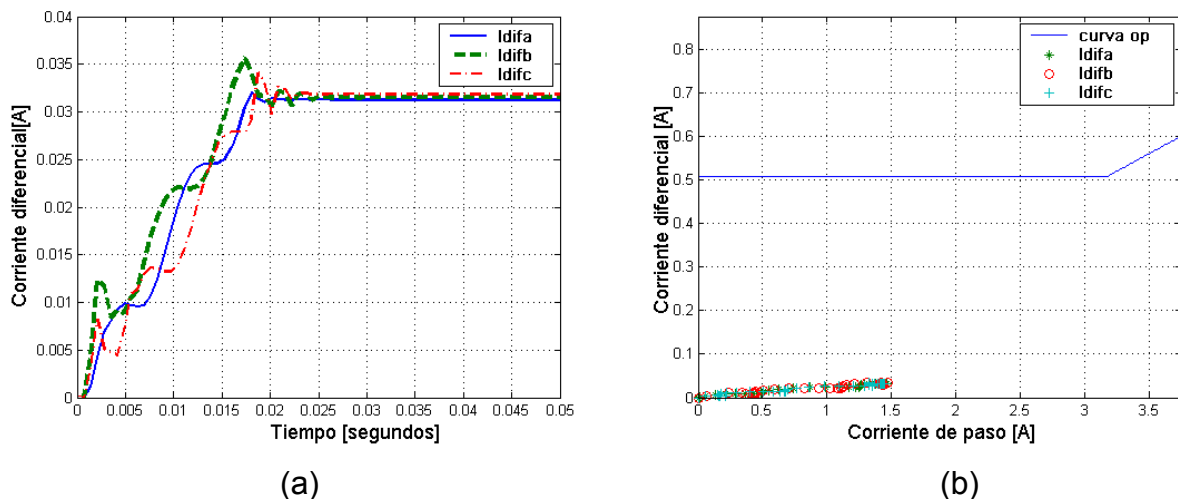 0.04
0.035
0.03
0.025
0.02
0.015
0.01
0.005
0
Corriente diferencial[A]
Idifa
Idifb
Idifc
0 0.005 0.01 0.015 0.02 0.025 0.03 0.035 0.04 0.045 0.05
Tiempo [segundos]
(a)
0.8
0.7
0.6
0.5
0.4
0.3
0.2
0.1
0
Corriente diferencial [A]
curva op
Idifa
Idifb
Idifc
0 0.5 1 1.5 2 2.5 3 3.5
Corriente de paso [A]
(b)